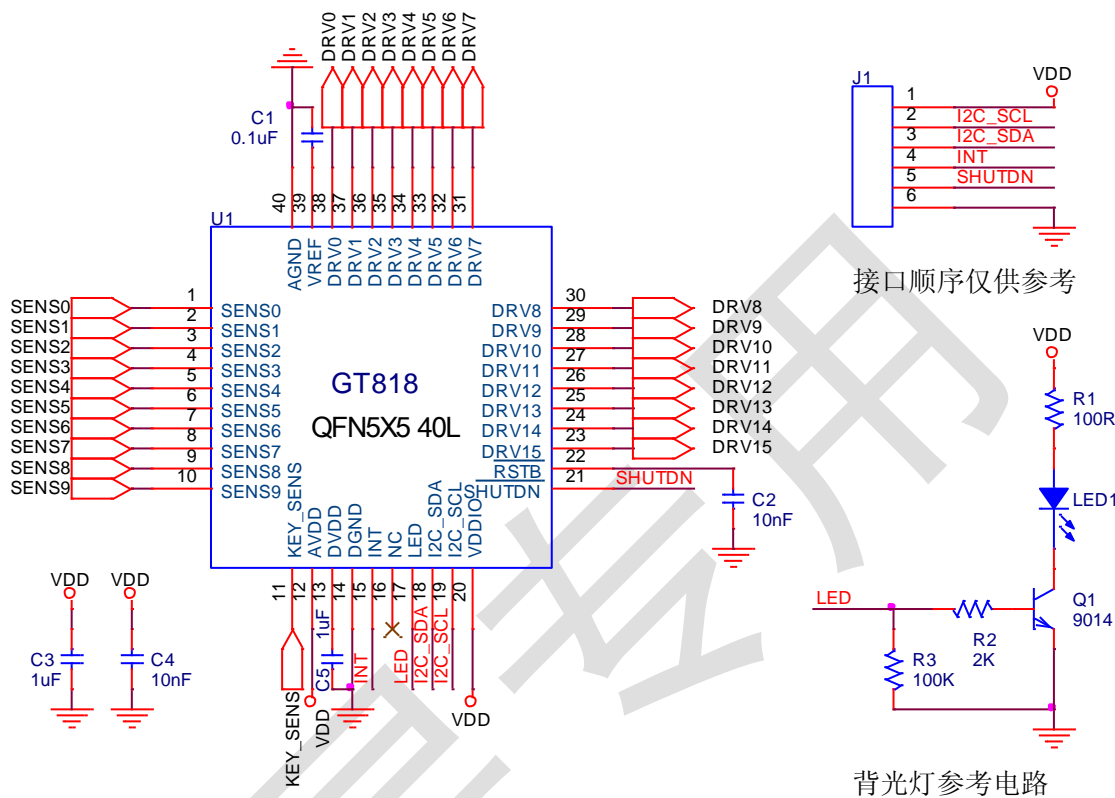 DRV0
DRV1
DRV2
DRV3
DRV4
DRV5
DRV6
DRV7
C1
0.1uF
40
39
38
37
36
35
34
33
32
31
U1
AGND
VREF
DRV0
DRV1
DRV2
DRV3
DRV4
DRV5
DRV6
DRV7
SENS0 1 SENS0
SENS1 2 SENS1
SENS2 3 SENS2
SENS3 4 SENS3
SENS4 5 SENS4
SENS5 6 SENS5
SENS6 7 SENS6
SENS7 8 SENS7
SENS8 9 SENS8
SENS9 10 SENS9
GT818
QFN5X5 40L
DRV8 30 DRV8
DRV9 29 DRV9
DRV10 28 DRV10
DRV11 27 DRV11
DRV12 26 DRV12
DRV13 25 DRV13
DRV14 24 DRV14
DRV15 23 DRV15
RSTB 22
SHUTDN 21 SHUTDN
C2
10nF
KEY_SENS
AVDD
DVDD
DGND
INT
NC
LED
I2C_SDA
I2C_SCL
VDDIO
11
12
13
14
15
16
17
18
19
20
KEY_SENS
VDD
C5
1uF
INT
LED
I2C_SDA
I2C_SCL
VDD
VDD
C3
1uF
VDD
C4
10nF
J1
VDD
1
2 I2C_SCL
3 I2C_SDA
4 INT
5 SHUTDN
6
接口顺序仅供参考
VDD
R1
100R
LED1
LED
Q1
9014
R2
2K
R3
100K
背光灯参考电路
专用